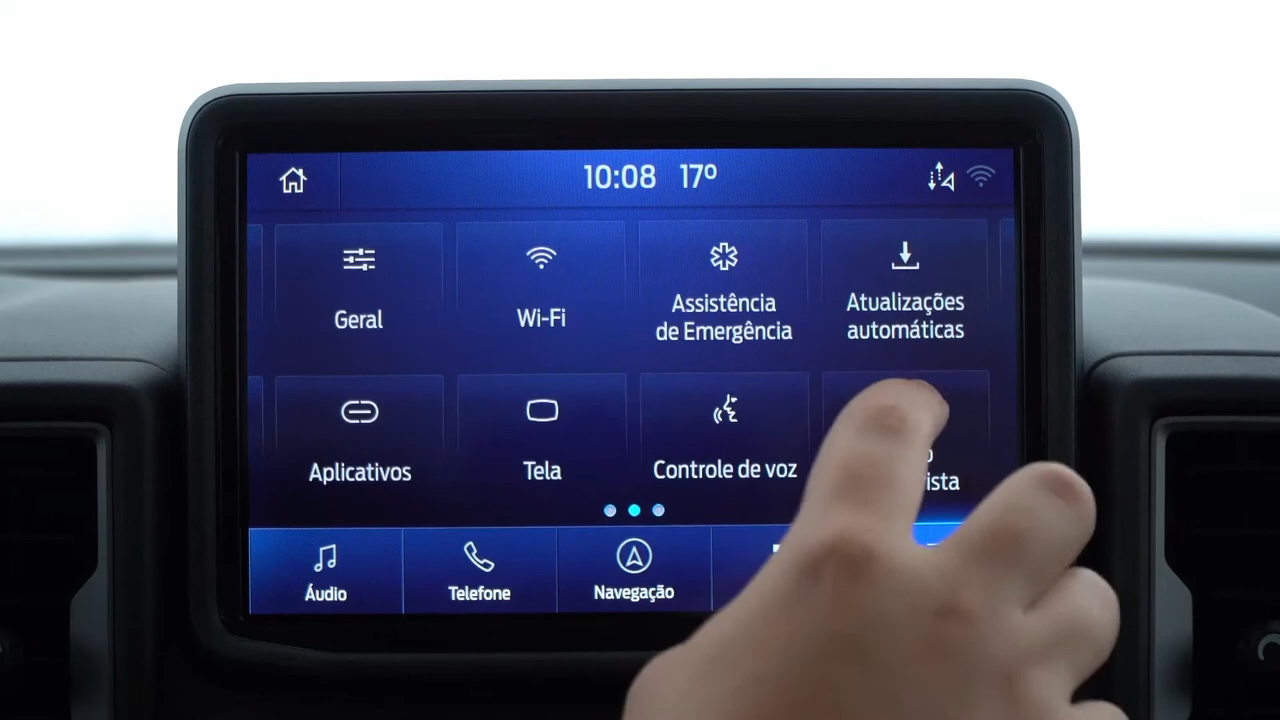 10:08 17º
Geral
Wi-Fi
Assistência
de Emergência
Atualizações
automáticas
Aplicativos
Tela
Controle de voz
Áudio
Telefone
Navegação